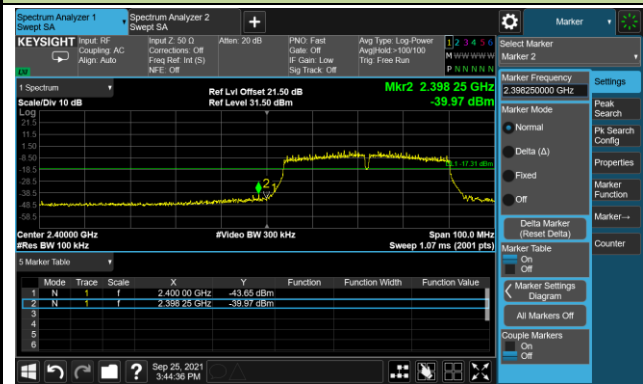 Spectrum Analyzer 1
Swept SA
Spectrum Analyzer 2
Swept SA
Marker
KEYSIGHT
Input: RF
Coupling: AC
Align: Auto
Input Z: 50 Ω
Corrections: Off
Freq Ref: Int (S)
NFE: Off
Atten: 20 dB
PNO: Fast
Gate: Off
IF Gain: Low
Sig Track: Off
Avg Type: Log-Power
Avg|Hold:>100/100
Trig: Free Run
1 2 3 4 5 6
M W W W W W
P N N N N N
LXI
Select Marker
Marker 2
1 Spectrum
Scale/Div 10 dB
Log
Ref Lvl Offset 21.50 dB
Ref Level 31.50 dBm
Mkr2 2.398 25 GHz
-39.97 dBm
21.5
11.5
1.50
-8.50
-18.5
-28.5
-38.5
-48.5
-58.5
-17.31 dBm
2
1
Center 2.40000 GHz
#Res BW 100 kHz
#Video BW 300 kHz
Span 100.0 MHz
Sweep 1.07 ms (2001 pts)
5 Marker Table
Mode Trace Scale X Y Function Function Width Function Value
1 N 1 f 2.400 00 GHz -43.65 dBm
2 N 1 f 2.398 25 GHz -39.97 dBm
3
4
5
6
Marker Frequency
2.398250000 GHz
Marker Mode
Normal
Delta (Δ)
Fixed
Off
Delta Marker
(Reset Delta)
Marker Table
On
Off
Marker Settings
Diagram
All Markers Off
Couple Markers
On
Off
Settings
Peak
Search
Pk Search
Config
Properties
Marker
Function
Marker→
Counter
?
Sep 25, 2021
3:44:36 PM